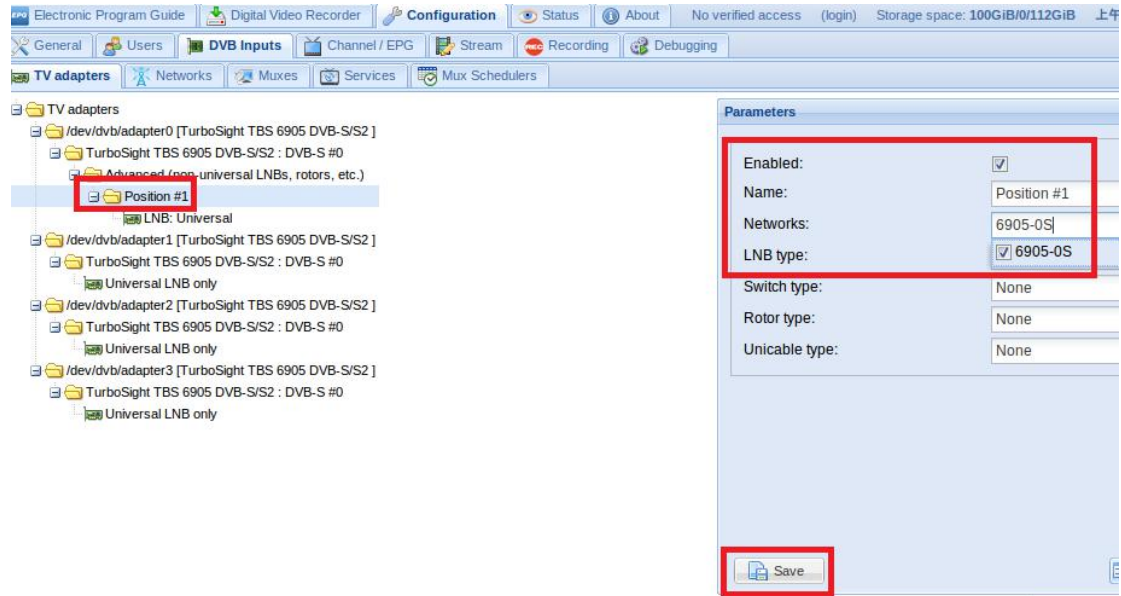 EPG Electronic Program Guide Digital Video Recorder Configuration Status About No verified access (login) Storage space: 100GiB/0/112GiB 上午
General Users DVB Inputs Channel / EPG Stream REC Recording Debugging
TV adapters Networks Muxes Services Mux Schedulers
TV adapters
/dev/dvb/adapter0 [TurboSight TBS 6905 DVB-S/S2 ]
TurboSight TBS 6905 DVB-S/S2 : DVB-S #0
Advanced (non-universal LNBs, rotors, etc.)
Position #1
LNB: Universal
/dev/dvb/adapter1 [TurboSight TBS 6905 DVB-S/S2 ]
TurboSight TBS 6905 DVB-S/S2 : DVB-S #0
Universal LNB only
/dev/dvb/adapter2 [TurboSight TBS 6905 DVB-S/S2 ]
TurboSight TBS 6905 DVB-S/S2 : DVB-S #0
Universal LNB only
/dev/dvb/adapter3 [TurboSight TBS 6905 DVB-S/S2 ]
TurboSight TBS 6905 DVB-S/S2 : DVB-S #0
Universal LNB only
Parameters
Enabled:
Name: Position #1
Networks: 6905-0S
LNB type: 6905-0S
Switch type: None
Rotor type: None
Unicable type: None
Save